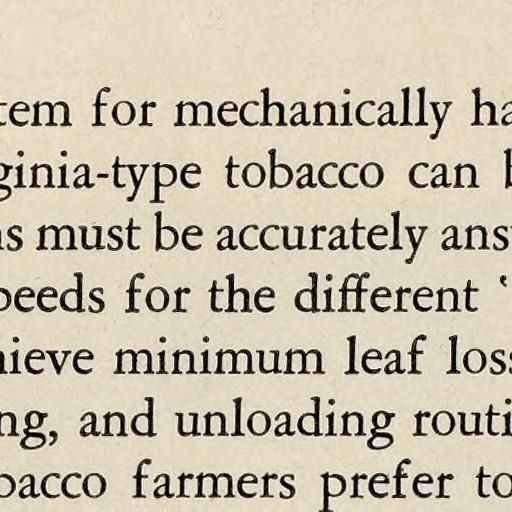 tem for mechanically ha
ginia-type tobacco can b
s must be accurately ans
peeds for the different ‘
ieve minimum leaf loss
ng, and unloading routi
bacco farmers prefer to